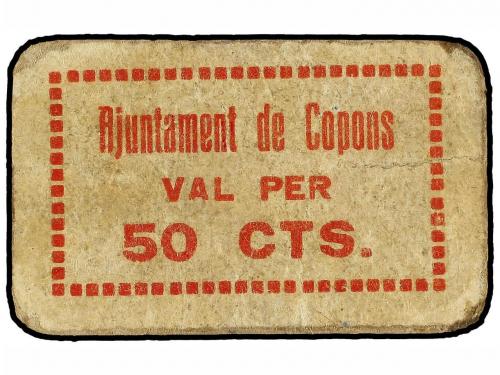 Ajuntament de Copons
VAL PER
50 CTS.